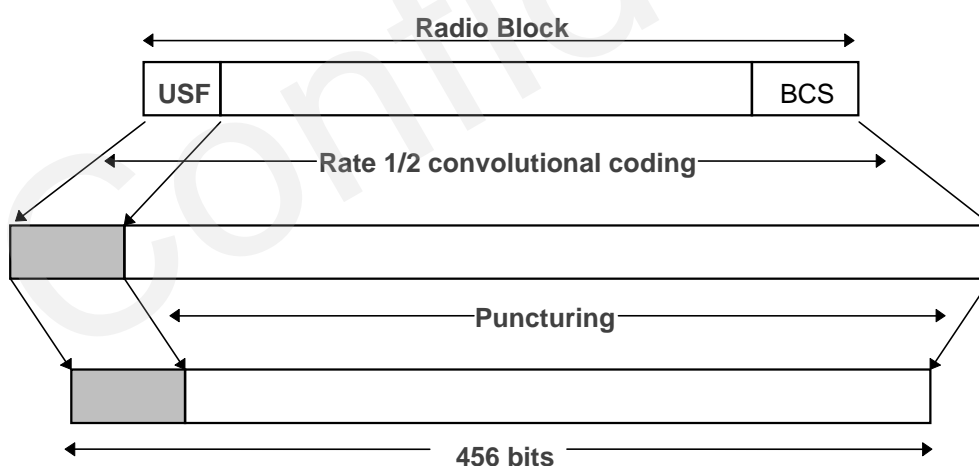 Radio Block
USF
BCS
Rate 1/2 convolutional coding
Puncturing
456 bits